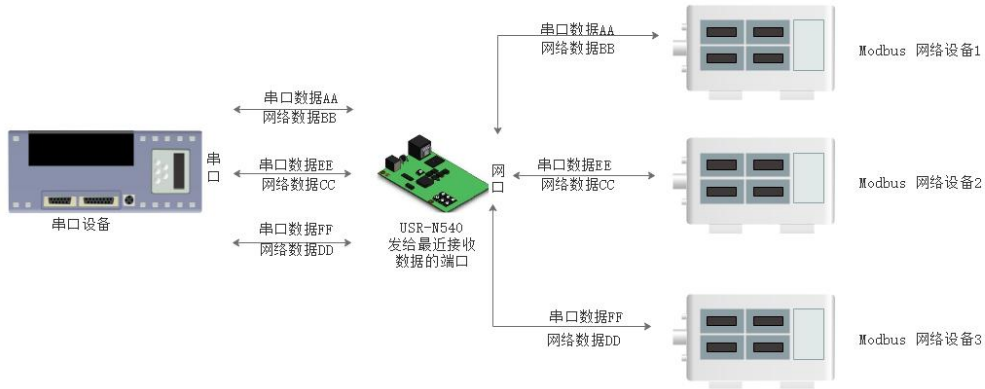 串口数据AA
网络数据BB
Modbus 网络设备1
串口数据AA
网络数据BB
串口
串口数据EE
网络数据CC
网口
串口数据EE
网络数据CC
Modbus 网络设备2
串口设备
串口数据FF
网络数据DD
USR-N540
发给最近接收
数据的端口
串口数据FF
网络数据DD
Modbus 网络设备3